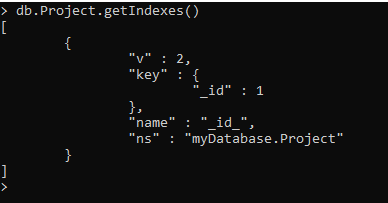 > db.Project.getIndexes()
[
        {
                "v" : 2,
                "key" : {
                        "_id" : 1
                },
                "name" : "_id_",
                "ns" : "myDatabase.Project"
        }
]
>